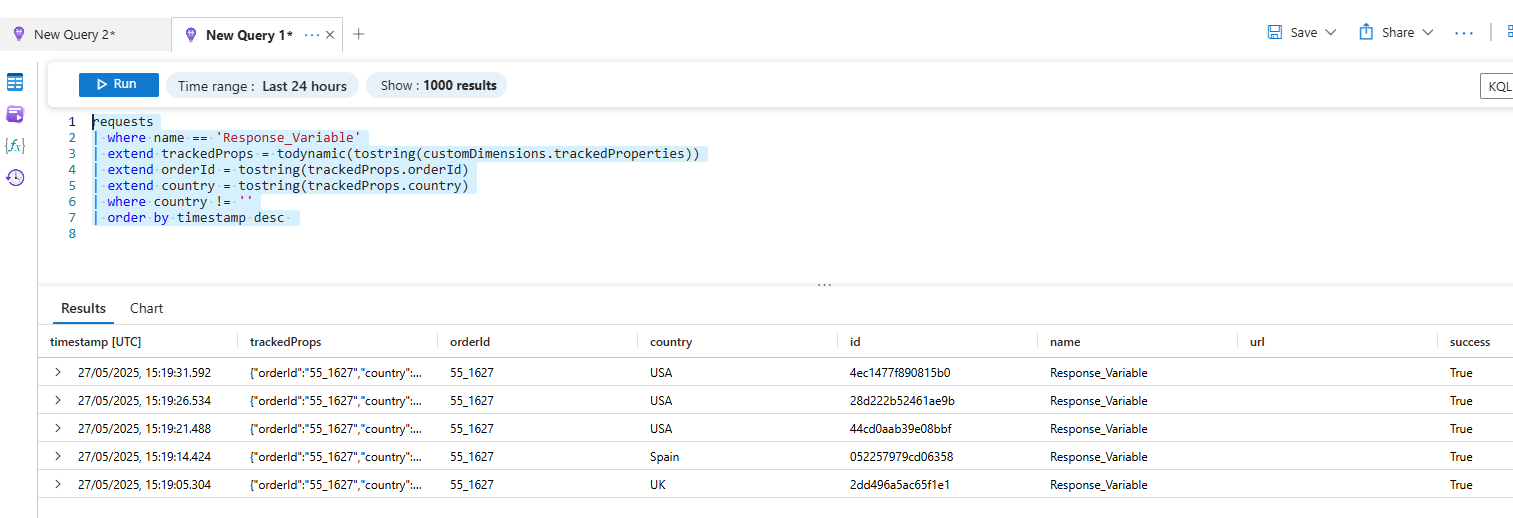 New Query 2*
New Query 1* ···
Save
Share ···
Run
Time range : Last 24 hours
Show : 1000 results
KQL
{fx}
1 requests
2 | where name == 'Response_Variable'
3 | extend trackedProps = todynamic(tostring(customDimensions.trackedProperties))
4 | extend orderId = tostring(trackedProps.orderId)
5 | extend country = tostring(trackedProps.country)
6 | where country != ''
7 | order by timestamp desc
8
Results Chart
timestamp [UTC] trackedProps orderId country id name url success
27/05/2025, 15:19:31.592 {"orderId":"55_1627","country":... 55_1627 USA 4ec1477f890815b0 Response_Variable True
27/05/2025, 15:19:26.534 {"orderId":"55_1627","country":... 55_1627 USA 28d222b52461ae9b Response_Variable True
27/05/2025, 15:19:21.488 {"orderId":"55_1627","country":... 55_1627 USA 44cd0aab39e08bbf Response_Variable True
27/05/2025, 15:19:14.424 {"orderId":"55_1627","country":... 55_1627 Spain 052257979cd06358 Response_Variable True
27/05/2025, 15:19:05.304 {"orderId":"55_1627","country":... 55_1627 UK 2dd496a5ac65f1e1 Response_Variable True